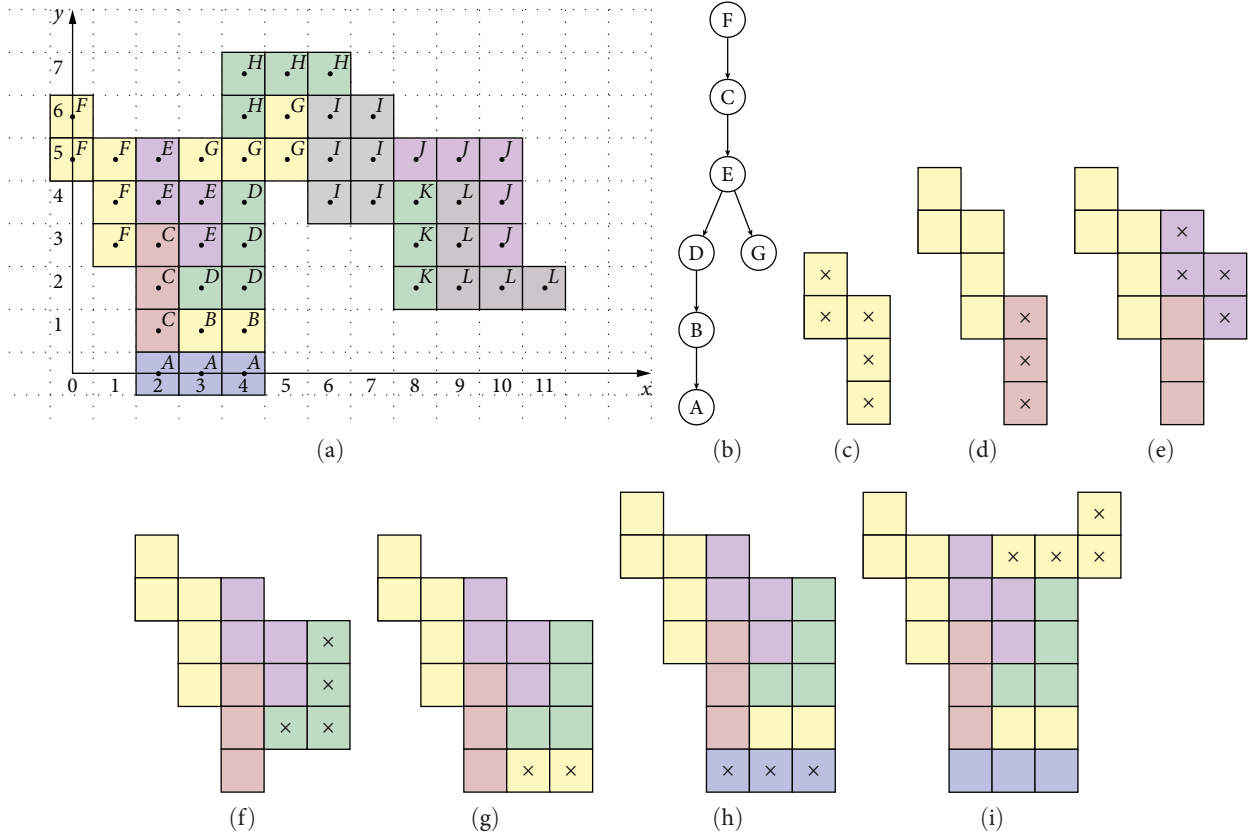 y
7 H H H
6 F H G I I
5 F F E G G G I I J J J
4 F E E D I I K L J
3 F C E D K L J
2 C D D K L L L
1 C B B
A A A
0 1 2 3 4 5 6 7 8 9 10 11 x
(a)
F
C
E
D G
B
A
(b)
× × × × ×
(c)
× × ×
(d)
× × × ×
(e)
× × × ×
(f)
× ×
(g)
× × ×
(h)
× × × ×
(i)